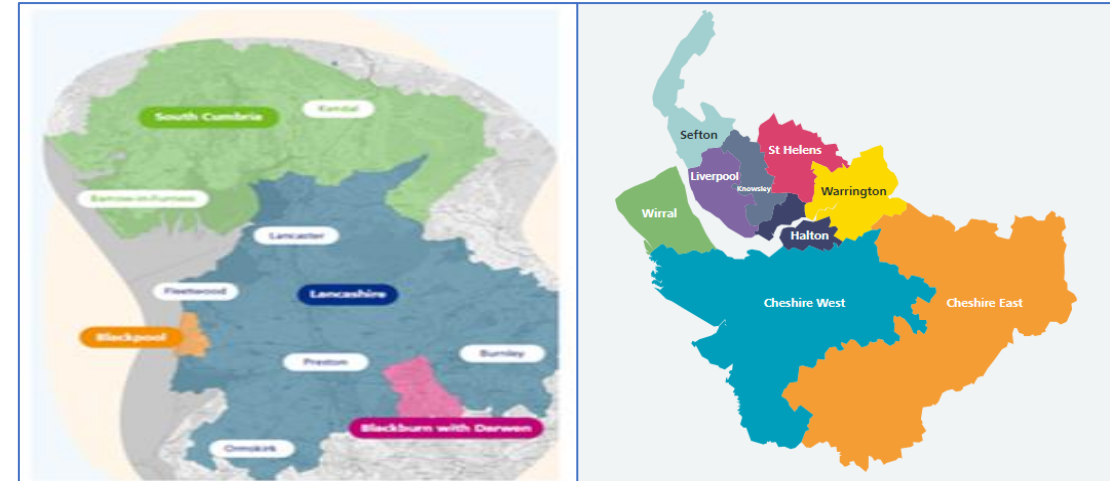 South Cumbria
Kendal
Barrow-in-Furness
Lancaster
Fleetwood
Lancashire
Blackpool
Preston
Burnley
Blackburn with Darwen
Ormskirk
Sefton
St Helens
Liverpool
Knowsley
Warrington
Wirral
Halton
Cheshire West
Cheshire East